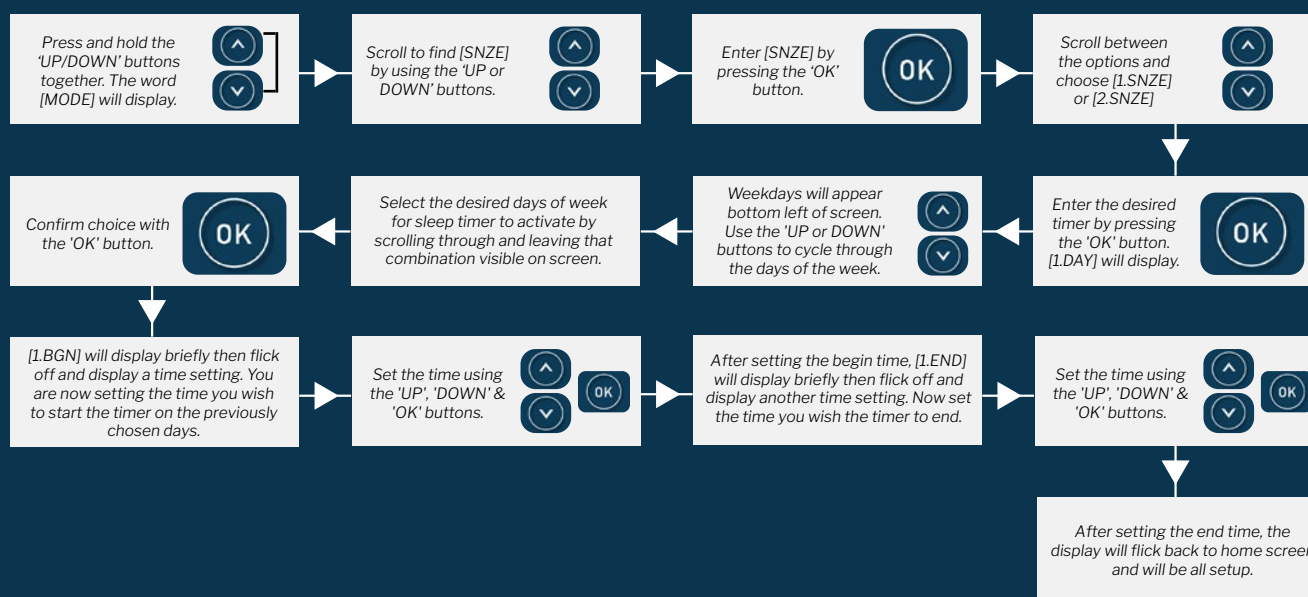 Press and hold the
‘UP/DOWN’ buttons
together. The word
[MODE] will display.
Scroll to find [SNZE]
by using the ‘UP or
DOWN’ buttons.
Enter [SNZE] by
pressing the ‘OK’
button.
OK
Scroll between
the options and
choose [1.SNZE]
or [2.SNZE]
Enter the desired
timer by pressing
the 'OK' button.
[1.DAY] will display.
OK
Weekdays will appear
bottom left of screen.
Use the 'UP or DOWN'
buttons to cycle through
the days of the week.
Select the desired days of week
for sleep timer to activate by
scrolling through and leaving that
combination visible on screen.
Confirm choice with
the 'OK' button.
OK
[1.BGN] will display briefly then flick
off and display a time setting. You
are now setting the time you wish
to start the timer on the previously
chosen days.
Set the time using
the 'UP', 'DOWN' &
'OK' buttons.
OK
After setting the begin time, [1.END]
will display briefly then flick off and
display another time setting. Now set
the time you wish the timer to end.
Set the time using
the 'UP', 'DOWN' &
'OK' buttons.
OK
After setting the end time, the
display will flick back to home screen
and will be all setup.